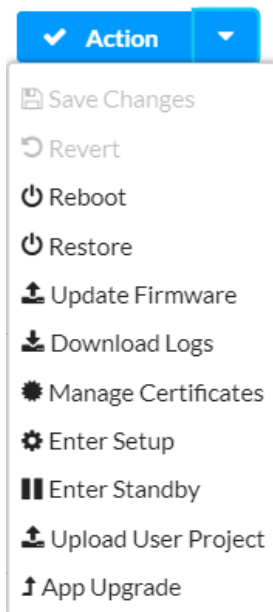 Action
Save Changes
Revert
Reboot
Restore
Update Firmware
Download Logs
Manage Certificates
Enter Setup
Enter Standby
Upload User Project
App Upgrade